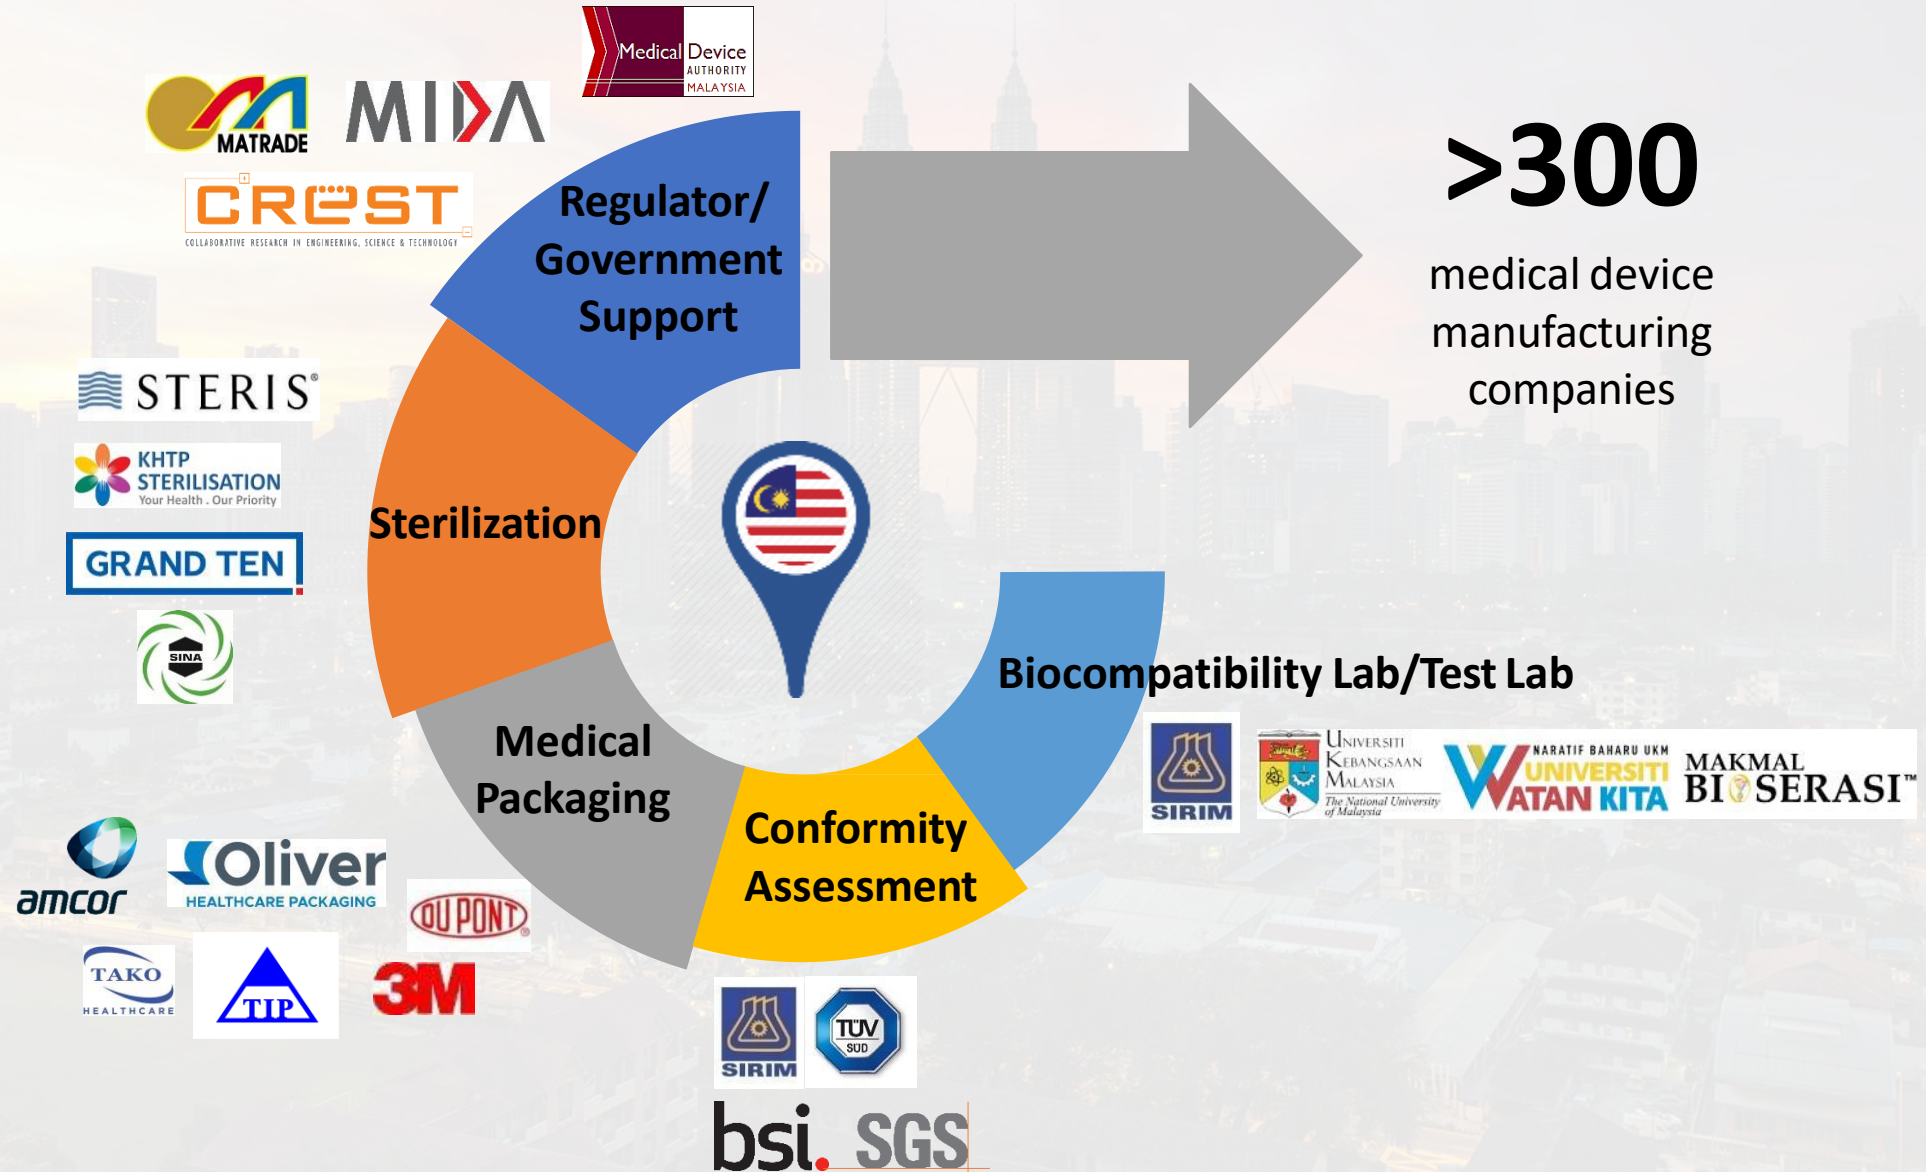 Medical Device
AUTHORITY
MALAYSIA
MATRADE
MIDA
CREST
COLLABORATIVE RESEARCH IN ENGINEERING, SCIENCE & TECHNOLOGY
Regulator/
Government
Support
>300
medical device
manufacturing
companies
STERIS®
KHTP
STERILISATION
Your Health . Our Priority
GRAND TEN
SINA
Sterilization
Medical
Packaging
amcor
Oliver
HEALTHCARE PACKAGING
DU PONT®
TAKO
HEALTHCARE
TIP
3M
Conformity
Assessment
SIRIM
TÜV
SÜD
bsi. SGS
Biocompatibility Lab/Test Lab
SIRIM
UNIVERSITI
KEBANGSAAN
MALAYSIA
The National University
of Malaysia
NARATIF BAHARU UKM
UNIVERSITI
WATAN KITA
MAKMAL
BIOSERASI™